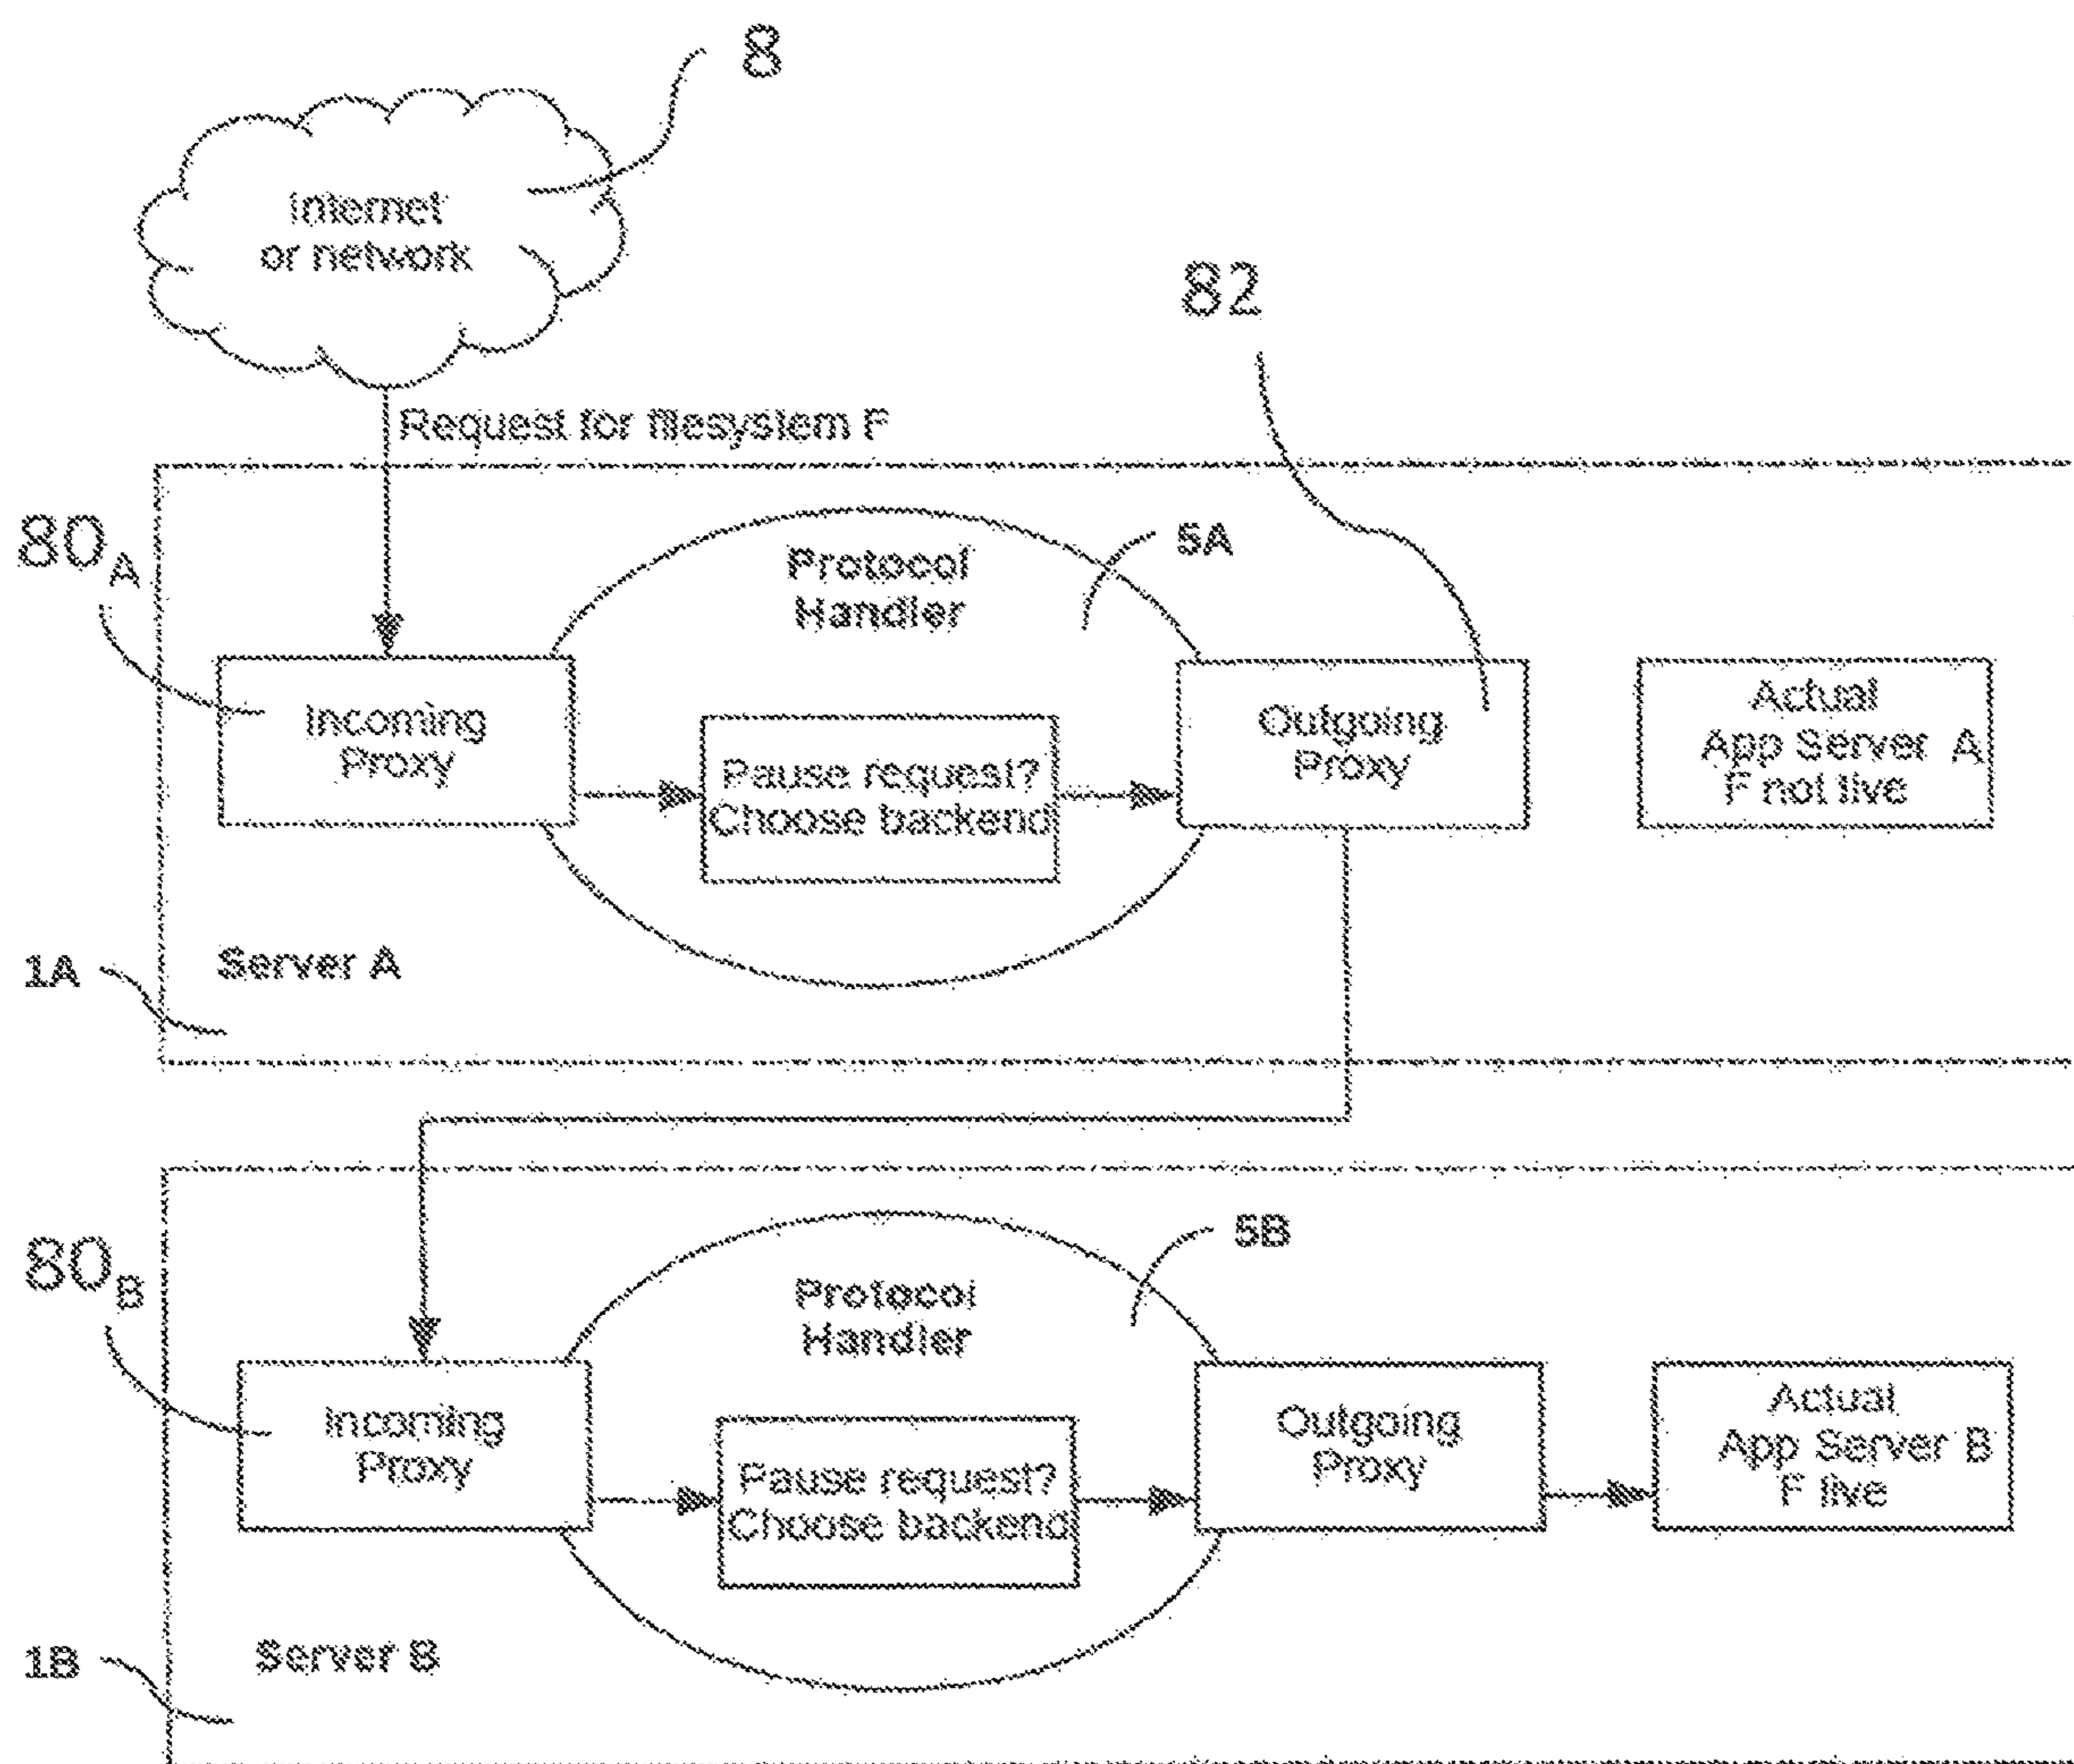 8
Internet
or network
82
Request for filesystem F
80A
5A
Protocol
Handler
Incoming
Proxy
Pause request?
Choose backend
Outgoing
Proxy
Actual
App Server A
F not live
1A
Server A
80B
5B
Protocol
Handler
Incoming
Proxy
Pause request?
Choose backend
Outgoing
Proxy
Actual
App Server B
F live
1B
Server B